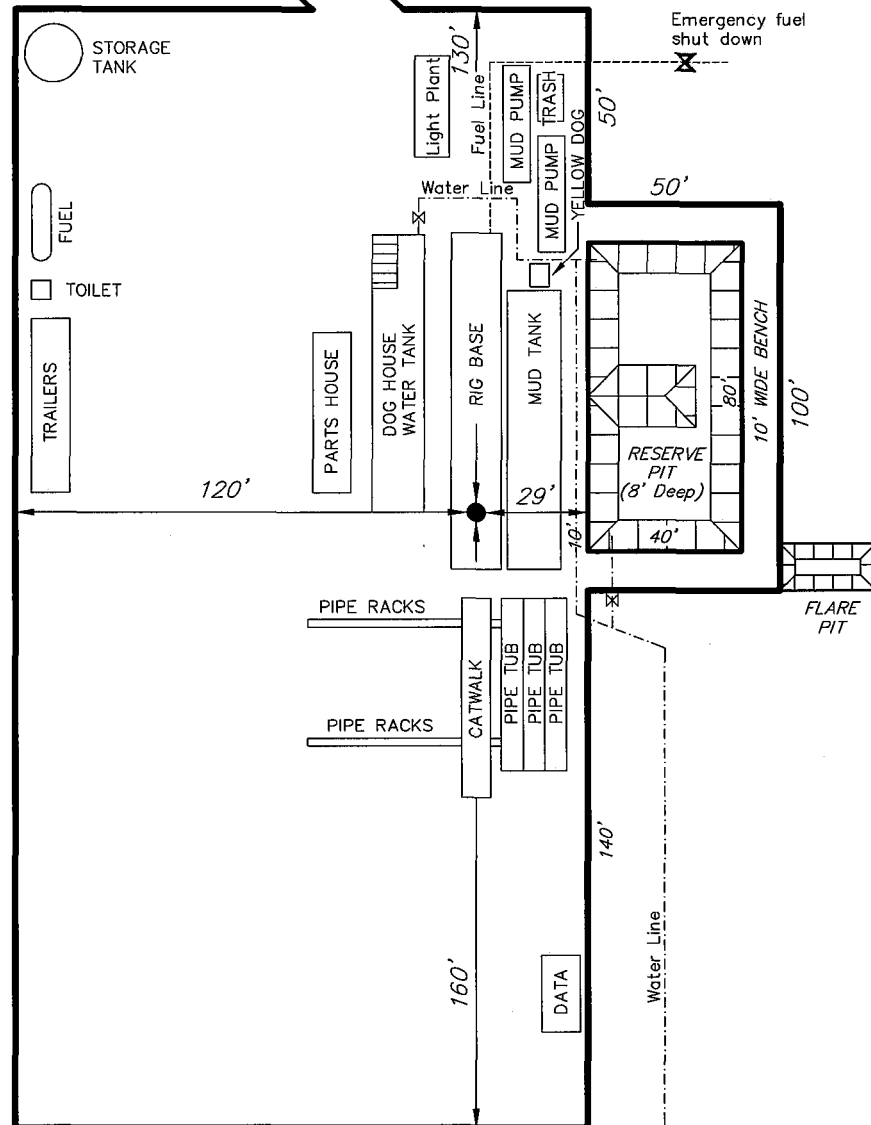 Emergency fuel
shut down
STORAGE
TANK
130'
Light Plant
Fuel Line
MUD PUMP
TRASH
50'
MUD PUMP
YELLOW DOG
Water Line
50'
FUEL
TOILET
TRAILERS
PARTS HOUSE
DOG HOUSE
WATER TANK
RIG BASE
MUD TANK
80'
10' WIDE BENCH
100'
RESERVE
PIT
(8' Deep)
120'
29'
10'
40'
FLARE
PIT
PIPE RACKS
CATWALK
PIPE TUB
PIPE TUB
PIPE TUB
PIPE RACKS
140'
160'
DATA
Water Line